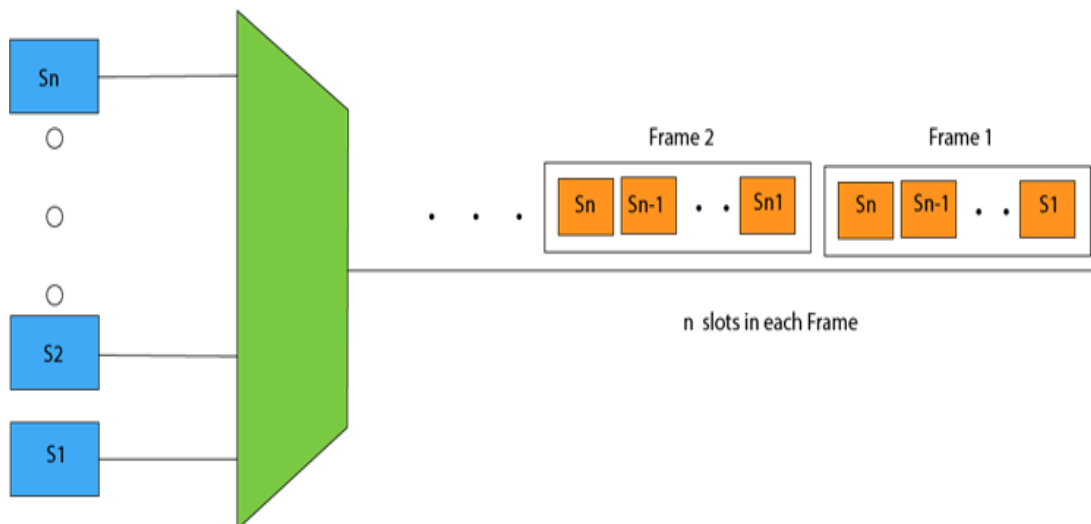 Sn
S2
S1
Frame 2
Sn Sn-1 . . Sn1
Frame 1
Sn Sn-1 . . S1
. . .
n slots in each Frame